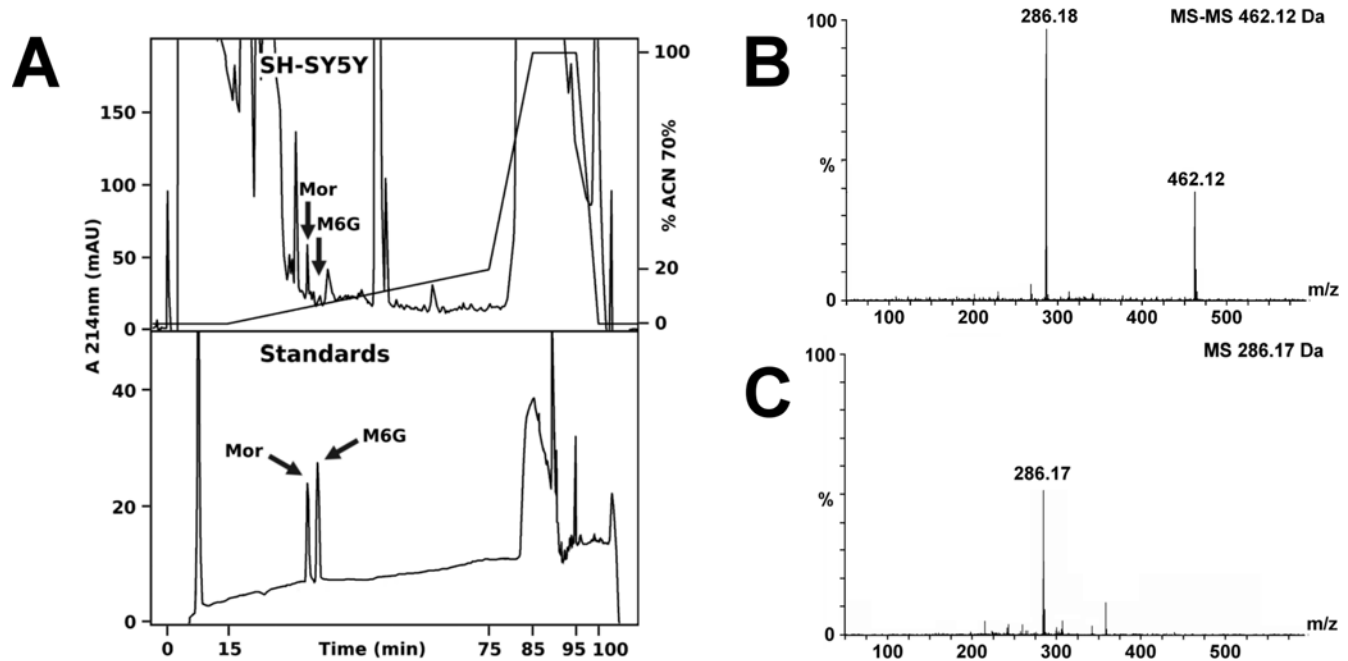 A
SH-SY5Y
150
100
50
0
Mor
M6G
100
20
0
% ACN 70%
A 214nm (mAU)
Standards
40
20
0
Mor
M6G
0 15 Time (min) 75 85 95 100
B
286.18 MS-MS 462.12 Da
100
%
462.12
0
m/z
100 200 300 400 500
C
MS 286.17 Da
100
286.17
%
0
m/z
100 200 300 400 500